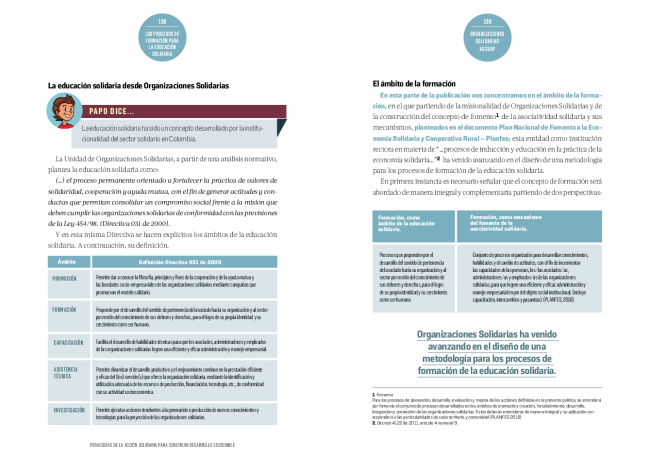 138
LOS PROCESOS DE
FORMACIÓN PARA
LA EDUCACIÓN
SOLIDARIA
La educación solidaria desde Organizaciones Solidarias
PAPO DICE...
La educación solidaria ha sido un concepto desarrollado por la institu-
cionalidad del sector solidario en Colombia.
La Unidad de Organizaciones Solidarias, a partir de una análisis normativo,
plantea la educación solidaria como:
(...) el proceso permanente orientado a fortalecer la práctica de valores de
solidaridad, cooperación y ayuda mutua, con el fin de generar actitudes y con-
ductas que permitan consolidar un compromiso social frente a la misión que
deben cumplir las organizaciones solidarias de conformidad con las previsiones
de la Ley 454/98. (Directiva 031 de 2000).
Y en esta misma Directiva se hacen explícitos los ámbitos de la educación
solidaria. A continuación, su definición.
Ámbito Definición Directiva 031 de 2000
PROMOCIÓN
Permite dar a conocer la filosofía, principios y fines de la cooperación y de la ayuda mutua y
las bondades socio-empresariales de las organizaciones solidarias mediante campañas que
promuevan el modelo solidario.
FORMACIÓN
Propende por el desarrollo del sentido de pertenencia del asociado hacia su organización y al sector
por medio del conocimiento de sus deberes y derechos, para el logro de su propia identidad y su
crecimiento como ser humano.
CAPACITACIÓN
Facilita el desarrollo de habilidades técnicas para que los asociados, administradores y empleados
de las organizaciones solidarias logren una eficiente y eficaz administración y manejo empresarial.
ASISTENCIA
TÉCNICA
Permite dinamizar el desarrollo productivo y el mejoramiento continuo en la prestación eficiente
y eficaz del (los) servicio(s) que ofrece la organización solidaria, mediante la identificación y
utilización adecuada de los recursos de producción, financiación, tecnología, etc., de conformidad
con su actividad socioeconómica.
INVESTIGACIÓN
Permite ejecutar acciones tendientes a la generación o producción de nuevos conocimientos y
tecnologías para la proyección de las organizaciones solidarias.
PEDAGOGÍAS DE LA ACCIÓN SOLIDARIA PARA CONSTRUIR DESARROLLO SOSTENIBLE
139
ORGANIZACIONES
SOLIDARIAS
ASCOOP
El ámbito de la formación
En esta parte de la publicación nos concentramos en el ámbito de la forma-
ción, en el que partiendo de la misionalidad de Organizaciones Solidarias y de
la construcción del concepto de fomento1 de la asociatividad solidaria y sus
mecanismos, planteados en el documento Plan Nacional de Fomento a la Eco-
nomía Solidaria y Cooperativa Rural – Planfes; esta entidad como institución
rectora en materia de "...procesos de inducción y educación en la práctica de la
economía solidaria..."2 ha venido avanzando en el diseño de una metodología
para los procesos de formación de la educación solidaria.
En primera instancia es necesario señalar que el concepto de formación será
abordado de manera integral y complementaria partiendo de dos perspectivas:
Formación, como
ámbito de la educación
solidaria.
Formación, como mecanismo
del fomento de la
asociatividad solidaria.
Proceso que propende por el
desarrollo del sentido de pertenencia
del asociado hacia su organización y al
sector por medio del conocimiento de
sus deberes y derechos, para el logro
de su propia identidad y su crecimiento
como ser humano
Conjunto de procesos organizados para desarrollar conocimientos,
habilidades y el cambio de actitudes, con el fin de incrementar
las capacidades de las personas, los /las asociados /as,
administradores /as y empleados /as de las organizaciones
solidarias, para que logren una eficiente y eficaz administración y
manejo empresarial o que del objeto social institucional; (incluye
capacitación, intercambios y pasantías). (PLANFES, 2018).
Organizaciones Solidarias ha venido
avanzando en el diseño de una
metodología para los procesos de
formación de la educación solidaria.
1. Fomento
Para los procesos de planeación, desarrollo, evaluación y mejora de las acciones definidas en la presente política, se entenderá
por fomento el conjunto de procesos desarrollados en los ámbitos de promoción creación, fortalecimiento, desarrollo,
integración y protección de las organizaciones solidarias. Estos deberán entenderse de manera integral y su aplicación cor-
responderá a las particularidades de cada territorio y comunidad (PLANFES,2018)
2. Decreto 4122 de 2011, artículo 4 numeral 9.